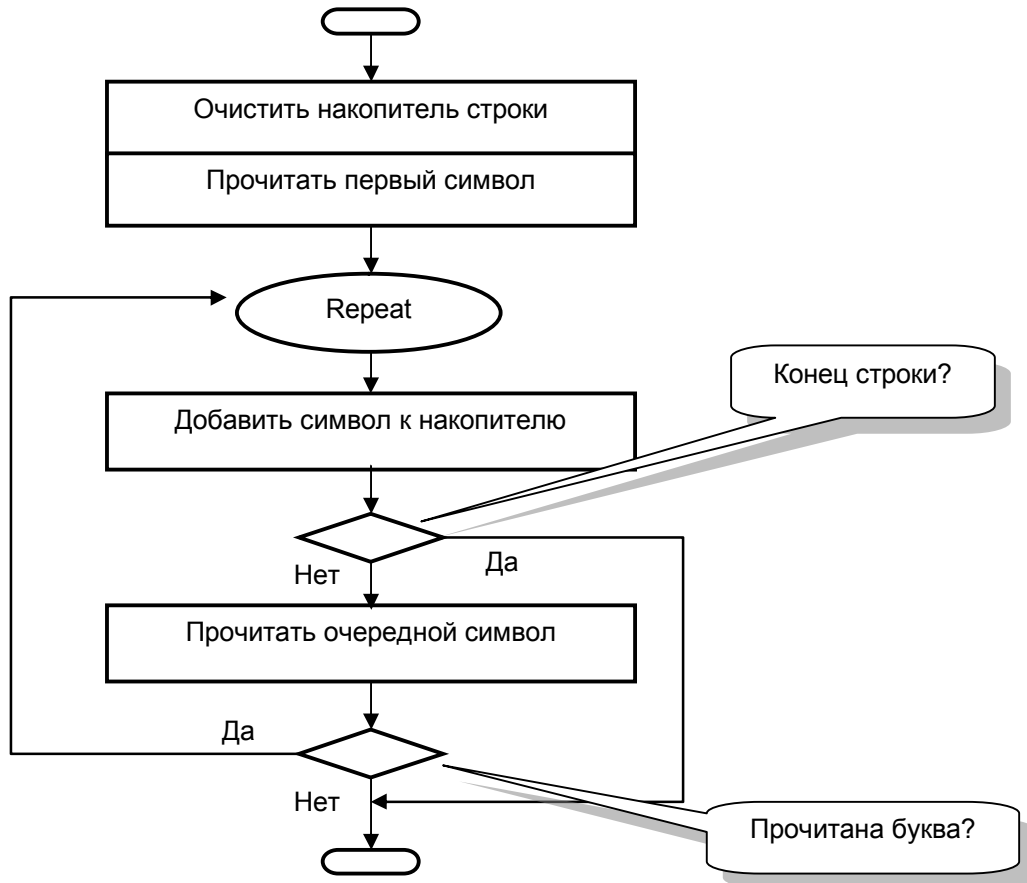 Очистить накопитель строки
Прочитать первый символ
Repeat
Конец строки?
Добавить символ к накопителю
Да
Нет
Прочитать очередной символ
Да
Нет
Прочитана буква?